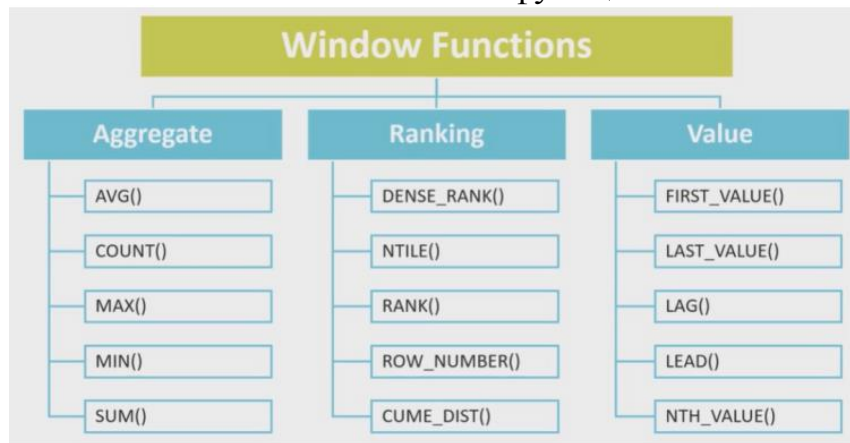 Window Functions
Aggregate
AVG()
COUNT()
MAX()
MIN()
SUM()
Ranking
DENSE_RANK()
NTILE()
RANK()
ROW_NUMBER()
CUME_DIST()
Value
FIRST_VALUE()
LAST_VALUE()
LAG()
LEAD()
NTH_VALUE()